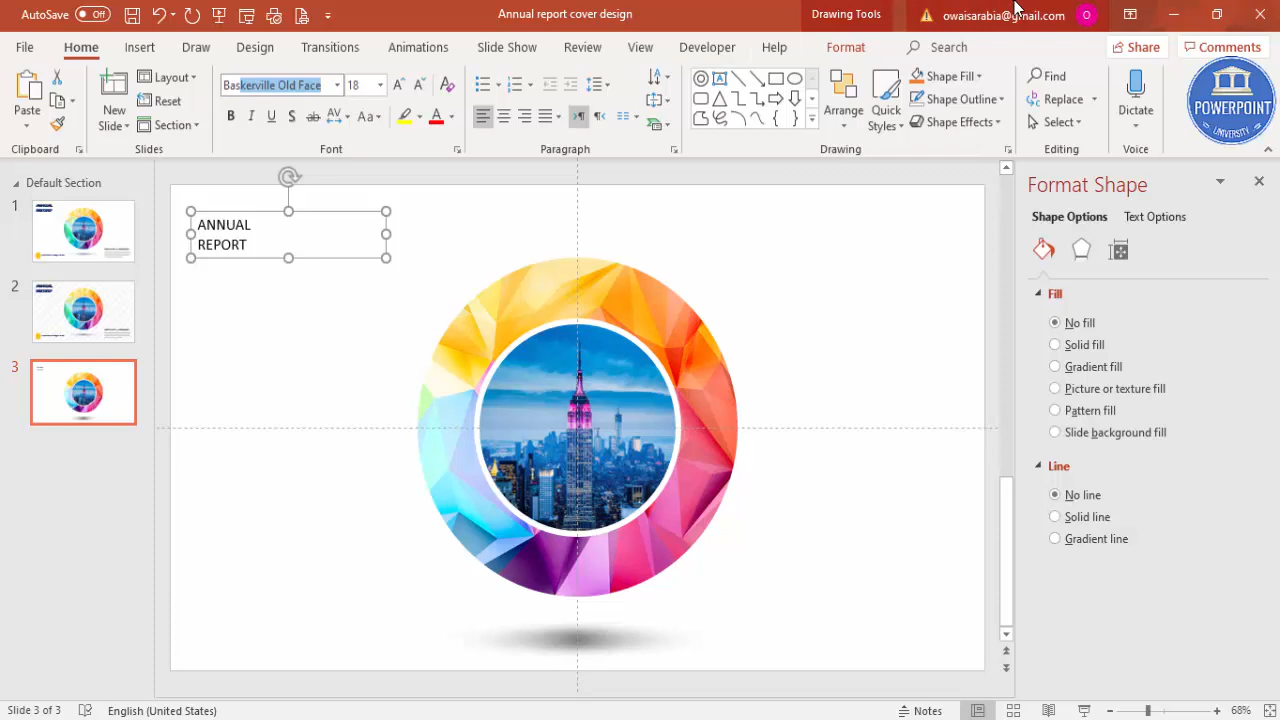 AutoSave Off
Annual report cover design
Drawing Tools
owaisarabia@gmail.com
O
File Home Insert Draw Design Transitions Animations Slide Show Review View Developer Help Format Search
Share Comments
Paste
Clipboard
New
Slide
Layout
Reset
Section
Slides
Baskerville Old Face 18
B I U S ab AV Aa A
Font
Paragraph
Arrange
Quick
Styles
Shape Fill
Shape Outline
Shape Effects
Drawing
Find
Replace
Select
Editing
Dictate
Voice
POWERPOINT
UNIVERSITY
Default Section
1
2
3
ANNUAL
REPORT
Format Shape
Shape Options Text Options
Fill
No fill
Solid fill
Gradient fill
Picture or texture fill
Pattern fill
Slide background fill
Line
No line
Solid line
Gradient line
Slide 3 of 3 English (United States) Notes 68%